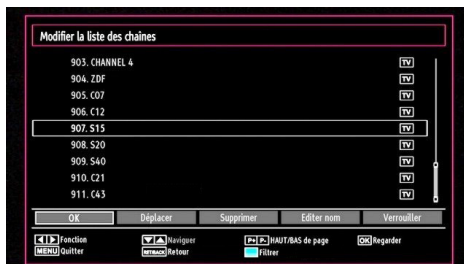 Modifier la liste des chaînes
903. CHANNEL 4 TV
904. ZDF TV
905. C07 TV
906. C12 TV
907. S15 TV
908. S20 TV
909. S40 TV
910. C21 TV
911. C43 TV
OK Déplacer Supprimer Editer nom Verrouiller
Fonction Naviguer P+ P- HAUT/BAS de page OK Regarder
MENU Quitter RET/BACK Retour Filtrer